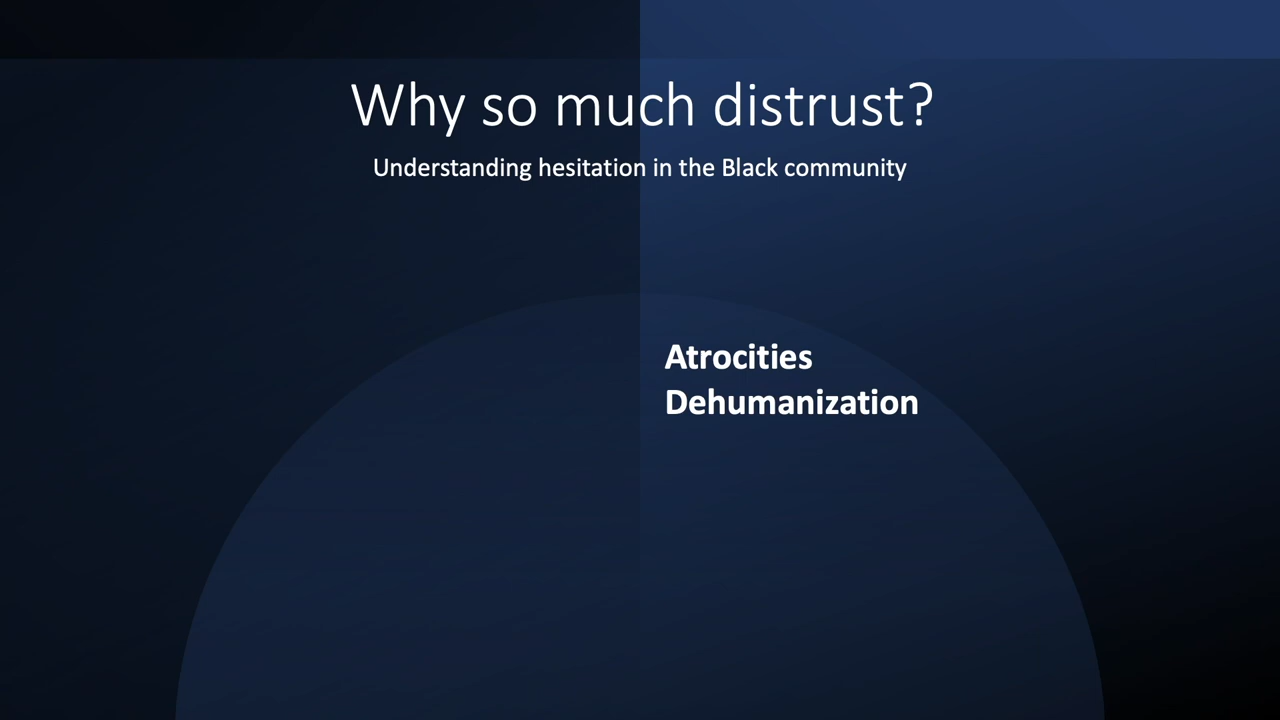 Why so much distrust?
Understanding hesitation in the Black community
Atrocities
Dehumanization